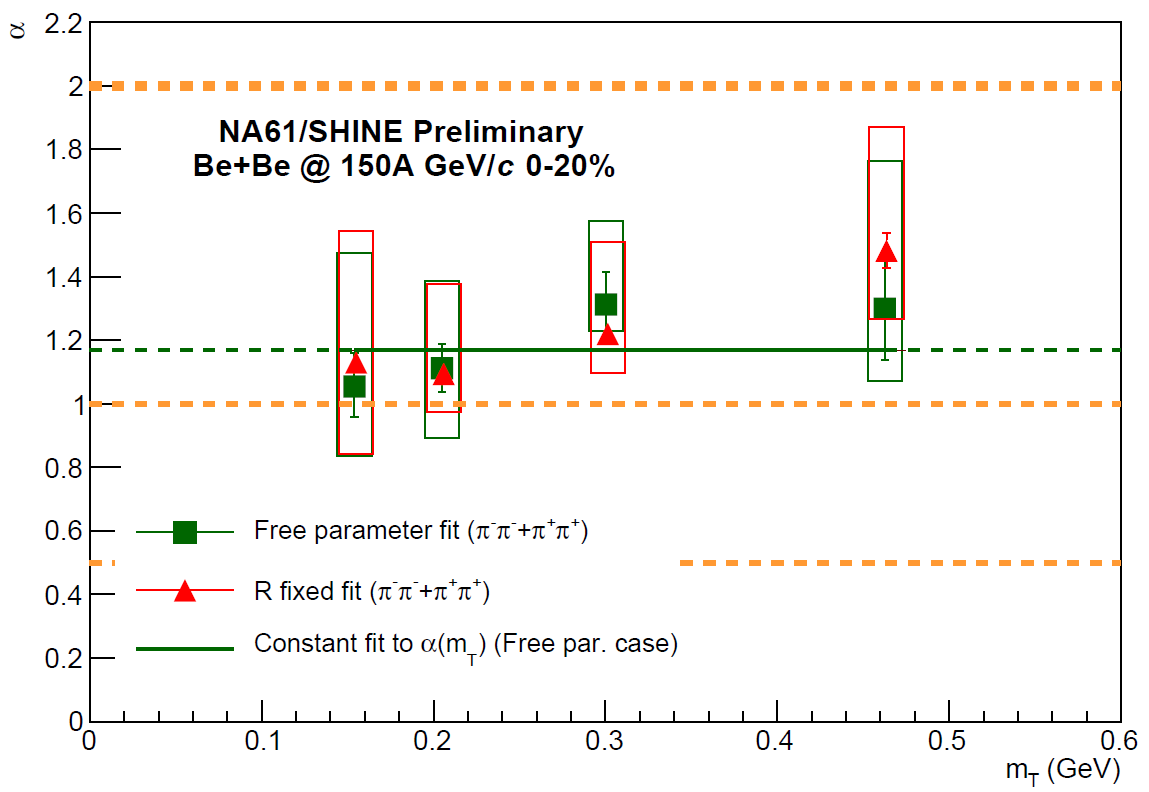 α
2.2
2
1.8
1.6
1.4
1.2
1
0.8
0.6
0.4
0.2
0
NA61/SHINE Preliminary
Be+Be @ 150A GeV/c 0-20%
Free parameter fit (π⁻π⁻+π⁺π⁺)
R fixed fit (π⁻π⁻+π⁺π⁺)
Constant fit to α(m_T) (Free par. case)
0 0.1 0.2 0.3 0.4 0.5 0.6
m_T (GeV)